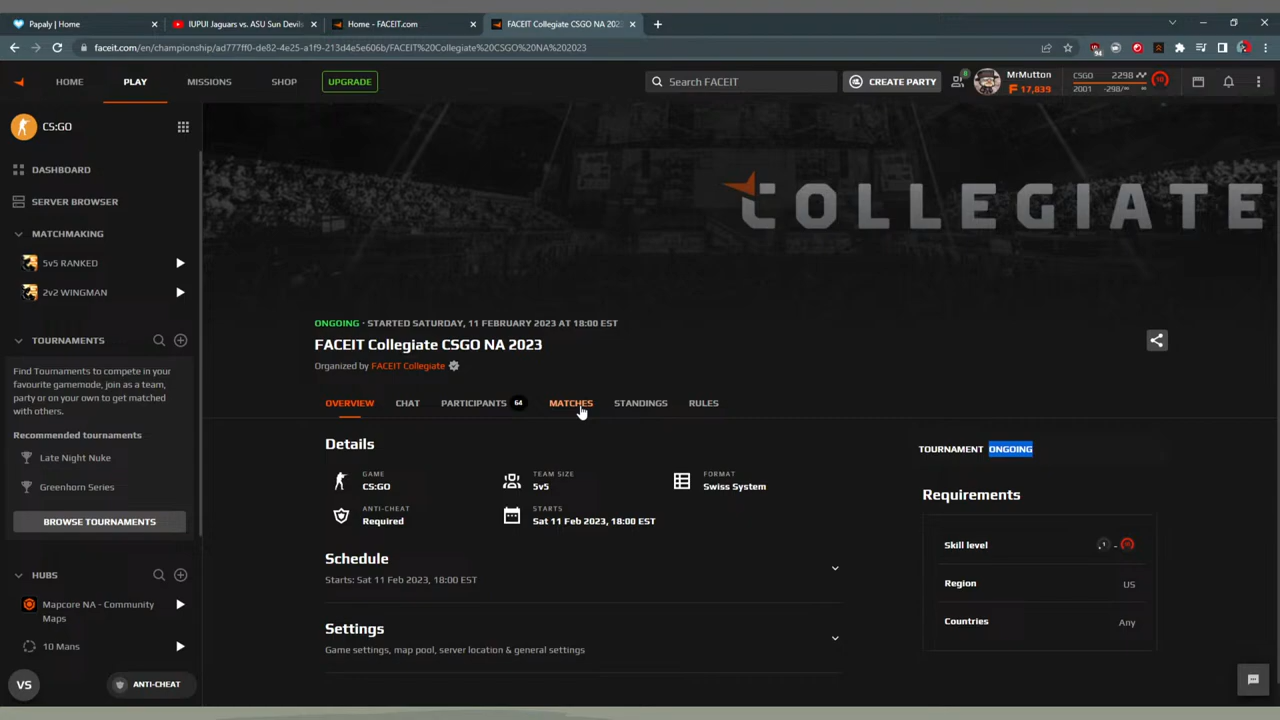 Papaly | Home
IUPUI Jaguars vs. ASU Sun Devils
Home - FACEIT.com
FACEIT Collegiate CSGO NA 2023
faceit.com/en/championship/ad777ff0-de82-4e25-a1f9-213d4e5e606b/FACEIT%20Collegiate%20CSGO%20NA%202023
94
HOME
PLAY
MISSIONS
SHOP
UPGRADE
Search FACEIT
CREATE PARTY
0
MrMutton
17,839
CSGO 2298
2001 -298/∞
10
CS:GO
DASHBOARD
SERVER BROWSER
MATCHMAKING
5v5 RANKED
2v2 WINGMAN
TOURNAMENTS
Find Tournaments to compete in your
favourite gamemode, join as a team,
party or on your own to get matched
with others.
Recommended tournaments
Late Night Nuke
Greenhorn Series
BROWSE TOURNAMENTS
HUBS
Mapcore NA - Community
Maps
10 Mans
VS
ANTI-CHEAT
COLLEGIATE
ONGOING · STARTED SATURDAY, 11 FEBRUARY 2023 AT 18:00 EST
FACEIT Collegiate CSGO NA 2023
Organized by FACEIT Collegiate
OVERVIEW
CHAT
PARTICIPANTS 64
MATCHES
STANDINGS
RULES
Details
GAME
CS:GO
TEAM SIZE
5v5
FORMAT
Swiss System
ANTI-CHEAT
Required
STARTS
Sat 11 Feb 2023, 18:00 EST
Schedule
Starts: Sat 11 Feb 2023, 18:00 EST
Settings
Game settings, map pool, server location & general settings
TOURNAMENT ONGOING
Requirements
Skill level 1 - 10
Region US
Countries Any